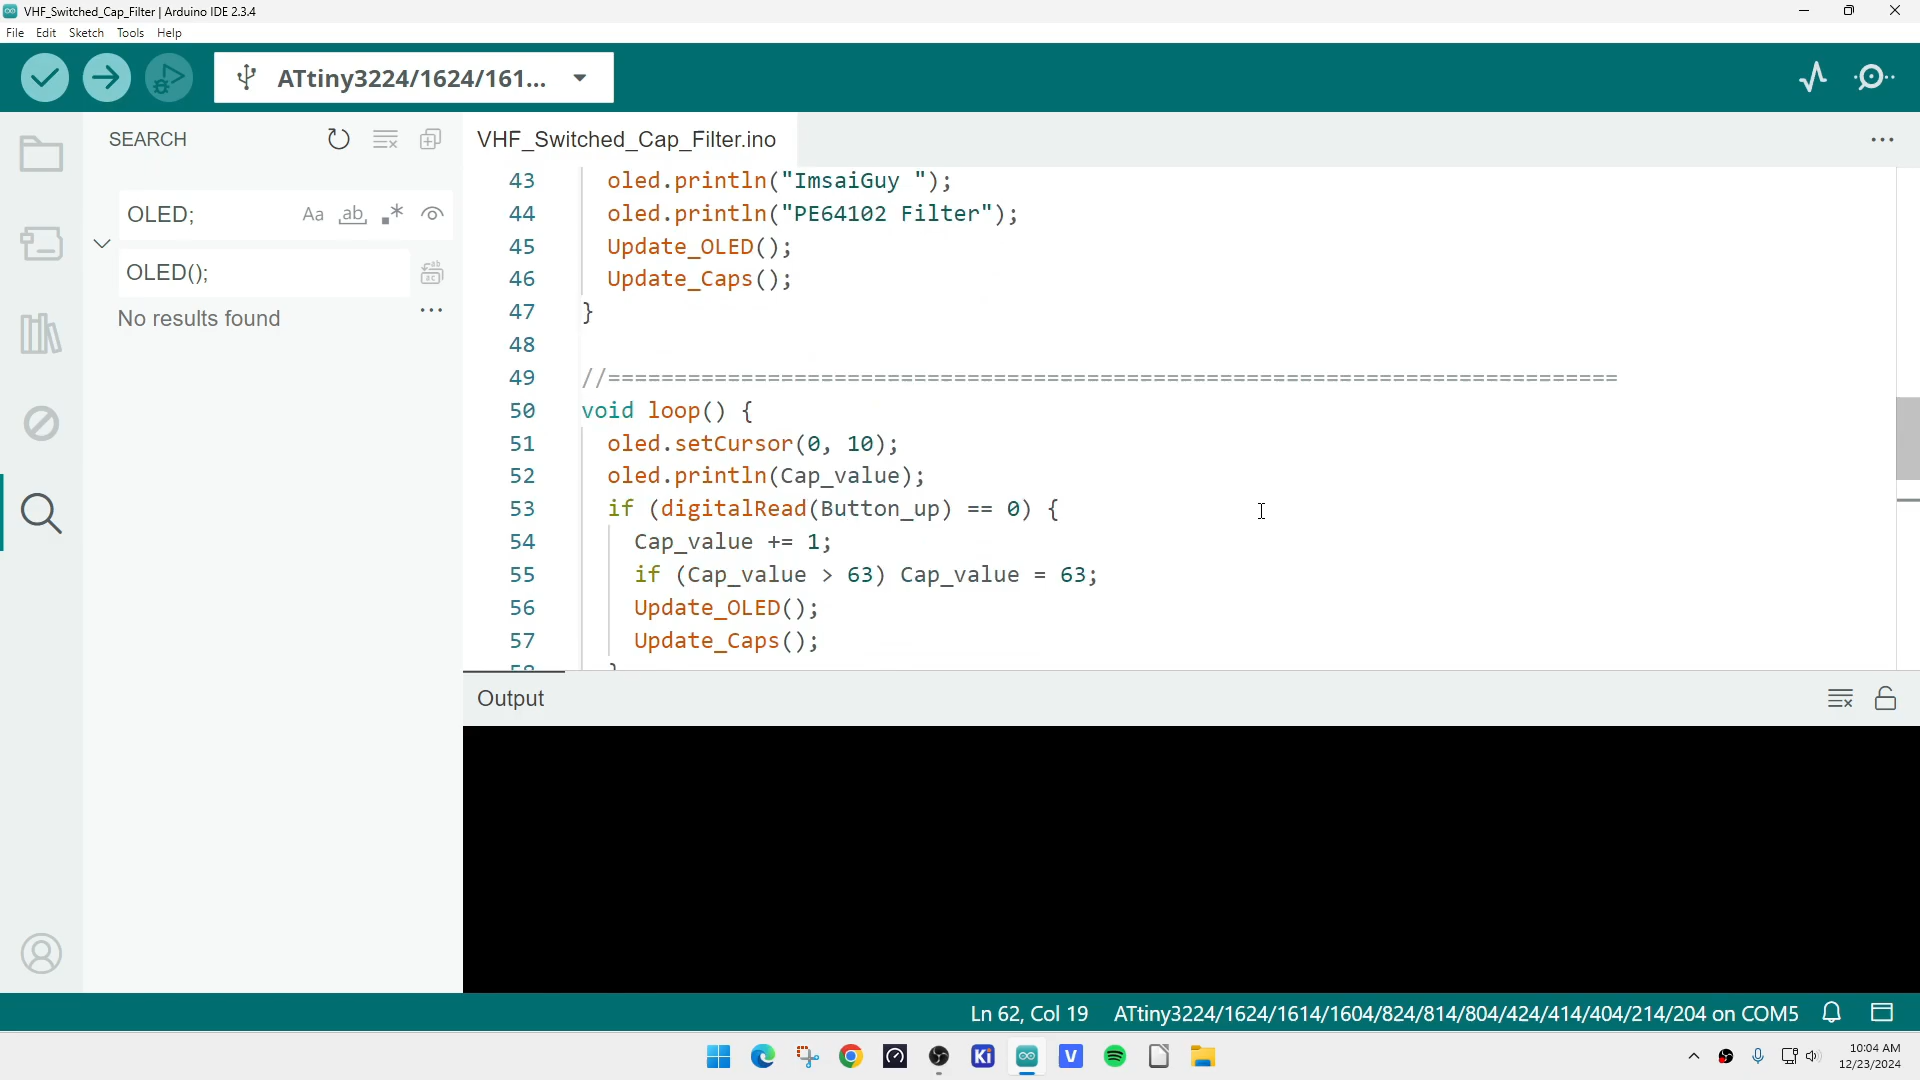 VHF_Switched_Cap_Filter | Arduino IDE 2.3.4
File Edit Sketch Tools Help
ATtiny3224/1624/161...
SEARCH
OLED;
Aa ab .*
OLED();
No results found
VHF_Switched_Cap_Filter.ino
43 oled.println("ImsaiGuy ");
44 oled.println("PE64102 Filter");
45 Update_OLED();
46 Update_Caps();
47 }
48
49 //============================================================================
50 void loop() {
51 oled.setCursor(0, 10);
52 oled.println(Cap_value);
53 if (digitalRead(Button_up) == 0) {
54 Cap_value += 1;
55 if (Cap_value > 63) Cap_value = 63;
56 Update_OLED();
57 Update_Caps();
58 }
Output
Ln 62, Col 19 ATtiny3224/1624/1614/1604/824/814/804/424/414/404/214/204 on COM5
Ki
V
10:04 AM
12/23/2024